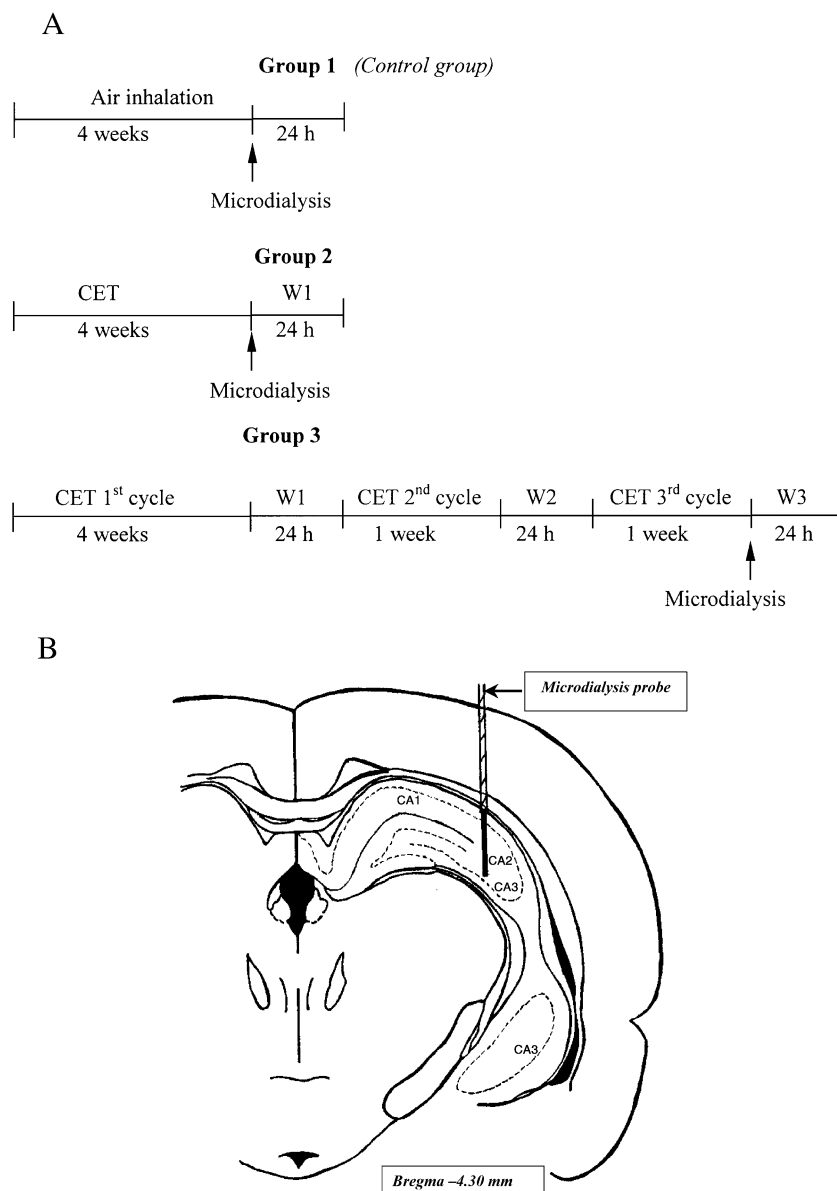 A
Group 1 (Control group)
Air inhalation
4 weeks 24 h
Microdialysis
Group 2
CET W1
4 weeks 24 h
Microdialysis
Group 3
CET 1st cycle W1 CET 2nd cycle W2 CET 3rd cycle W3
4 weeks 24 h 1 week 24 h 1 week 24 h
Microdialysis
B
Microdialysis probe
CA1
CA2
CA3
CA3
Bregma –4.30 mm